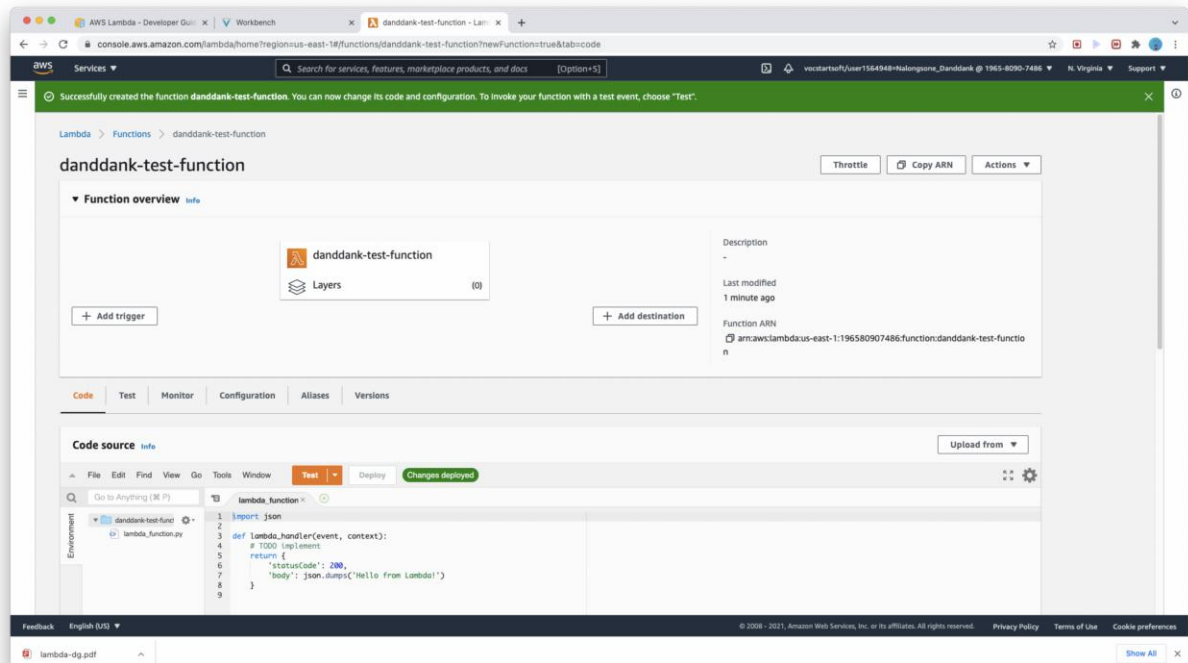 AWS Lambda - Developer Guid
Workbench
danddank-test-function - Lam
console.aws.amazon.com/lambda/home?region=us-east-1#/functions/danddank-test-function?newFunction=true&tab=code
aws
Services ▼
Search for services, features, marketplace products, and docs
[Option+S]
vocstartsoft/user1564948=Nalongsone_Danddank @ 1965-8090-7486 ▼
N. Virginia ▼
Support ▼
Successfully created the function danddank-test-function. You can now change its code and configuration. To invoke your function with a test event, choose "Test".
Lambda > Functions > danddank-test-function
danddank-test-function
Throttle
Copy ARN
Actions ▼
▼ Function overview Info
danddank-test-function
Layers (0)
+ Add trigger
+ Add destination
Description
-
Last modified
1 minute ago
Function ARN
arn:aws:lambda:us-east-1:196580907486:function:danddank-test-functio
n
Code Test Monitor Configuration Aliases Versions
Code source Info
Upload from ▼
File Edit Find View Go Tools Window
Test
Deploy
Changes deployed
Go to Anything (⌘ P)
lambda_function
Environment
danddank-test-funct
lambda_function.py
1 import json
2
3 def lambda_handler(event, context):
4 # TODO implement
5 return {
6 'statusCode': 200,
7 'body': json.dumps('Hello from Lambda!')
8 }
9
Feedback English (US) ▼
© 2008 - 2021, Amazon Web Services, Inc. or its affiliates. All rights reserved. Privacy Policy Terms of Use Cookie preferences
lambda-dg.pdf
Show All